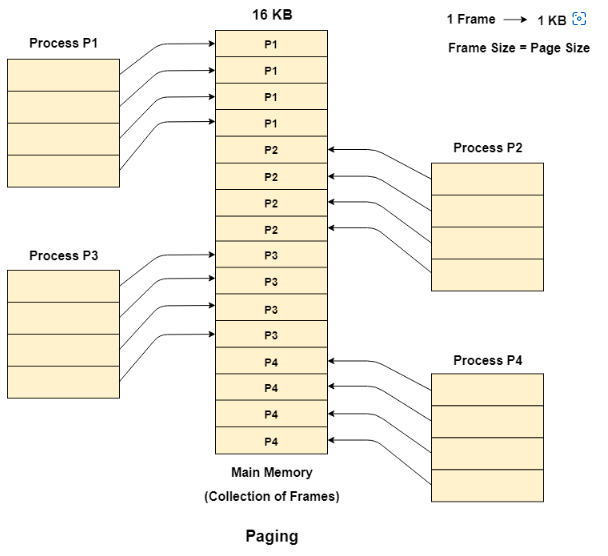 16 KB
1 Frame → 1 KB
Frame Size = Page Size
Process P1
P1
P1
P1
P1
P2
P2
P2
P2
P3
P3
P3
P3
P4
P4
P4
P4
Process P2
Process P3
Process P4
Main Memory
(Collection of Frames)
Paging